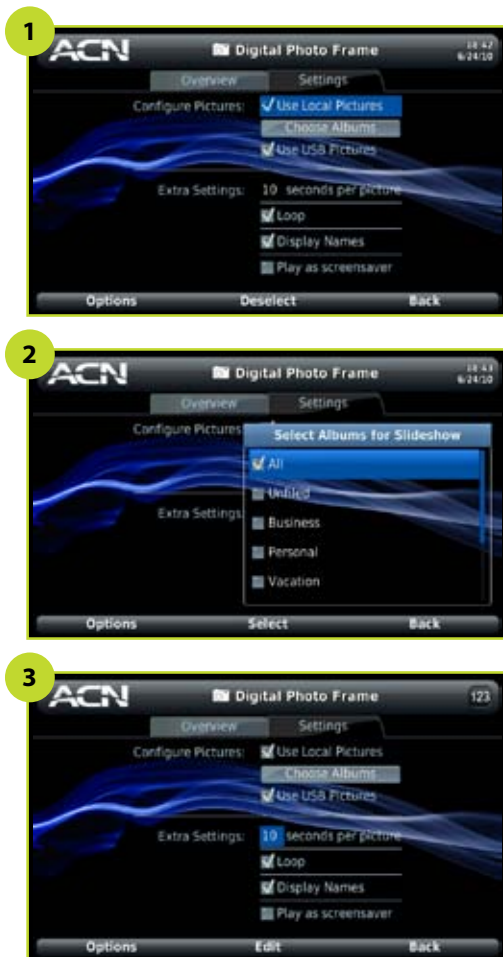 1
ACN Digital Photo Frame 18:42
6/24/10
Overview Settings
Configure Pictures: Use Local Pictures
Choose Albums
Use USB Pictures
Extra Settings: 10 seconds per picture
Loop
Display Names
Play as screensaver
Options Deselect Back
2
ACN Digital Photo Frame 18:43
6/24/10
Overview Settings
Configure Pictures:
Select Albums for Slideshow
All
Unfiled
Extra Settings:
Business
Personal
Vacation
Options Select Back
3
ACN Digital Photo Frame 123
Overview Settings
Configure Pictures: Use Local Pictures
Choose Albums
Use USB Pictures
Extra Settings: 10 seconds per picture
Loop
Display Names
Play as screensaver
Options Edit Back